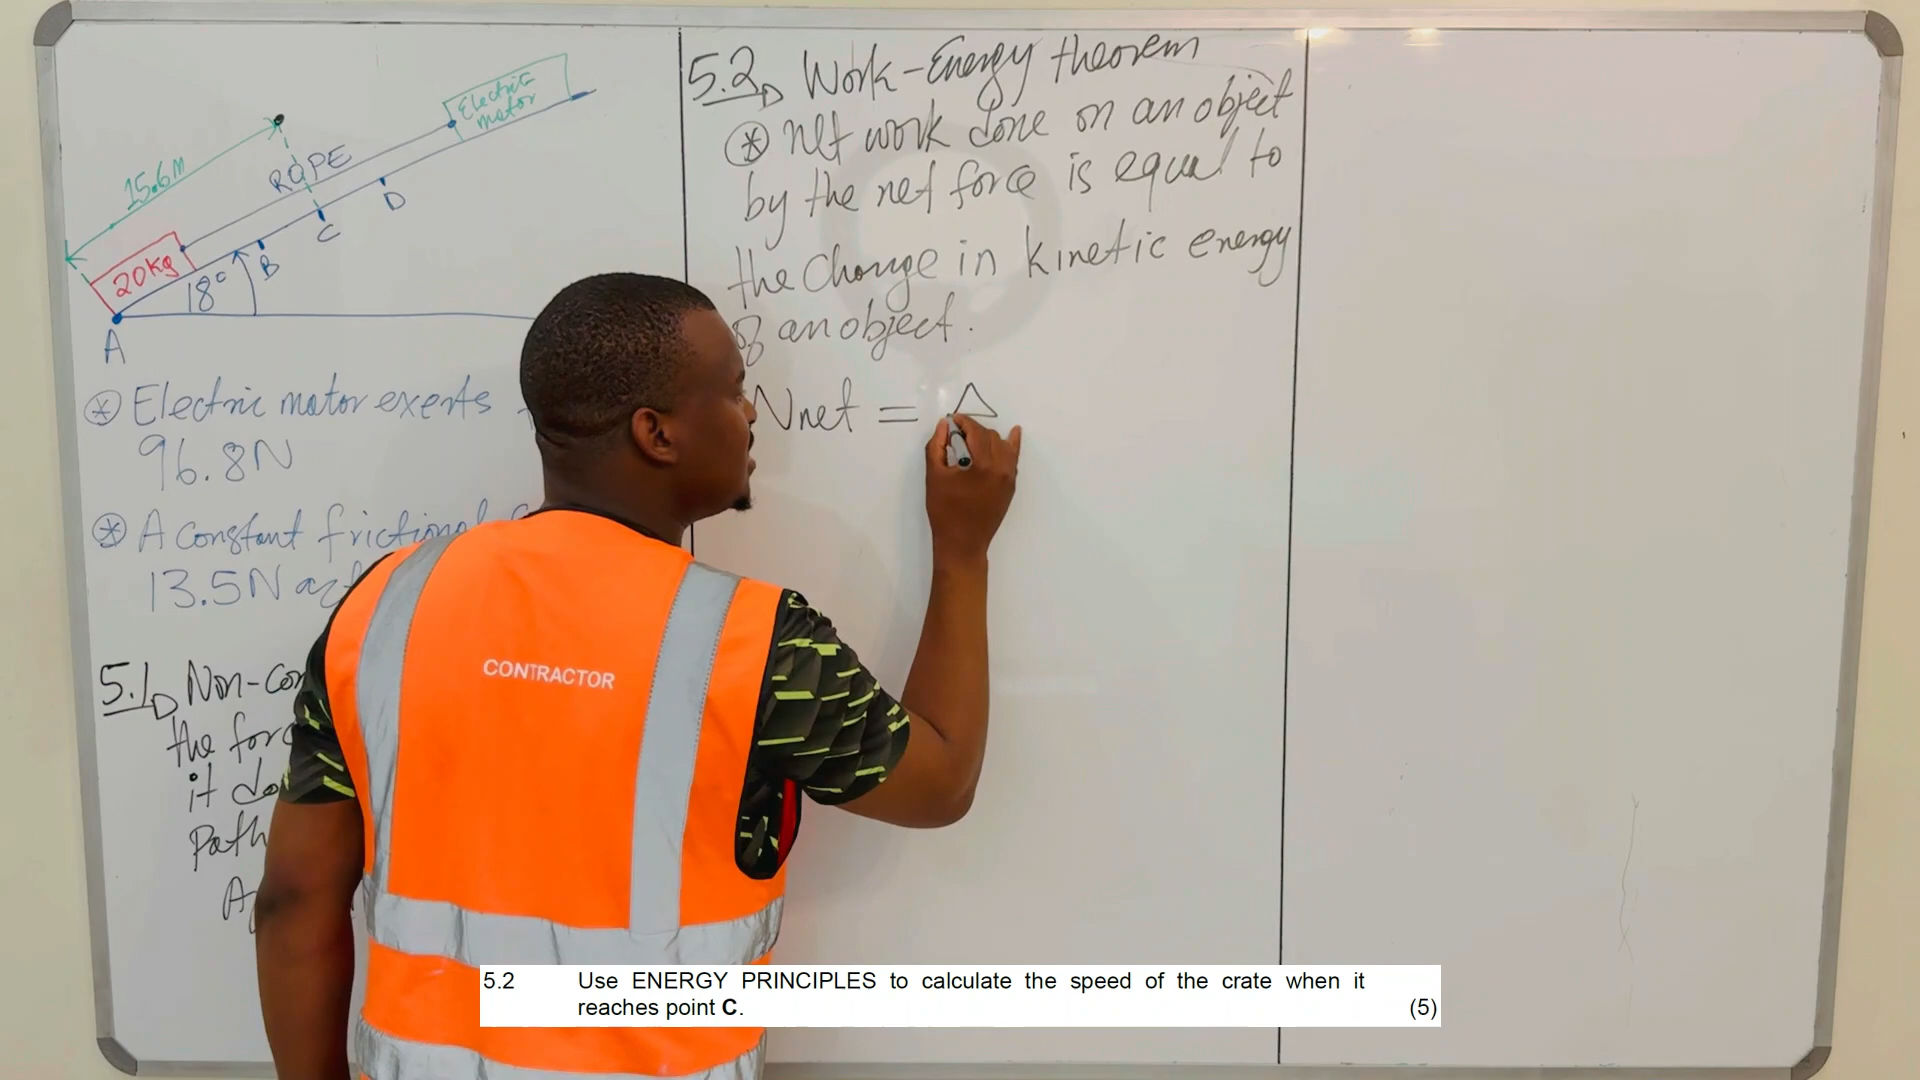 Electric
motor
15.6M
ROPE
D
C
20Kg
18°
B
A
⊛ Electric motor exerts
96.8N
⊛ A constant frictional
13.5N
5.1 Non-
the
it
Path
5.2 Work-Energy theorem
⊛ net work done on an object
by the net force is equal to
the change in kinetic energy
of an object.
Wnet = Δ
CONTRACTOR
5.2 Use ENERGY PRINCIPLES to calculate the speed of the crate when it
reaches point C. (5)